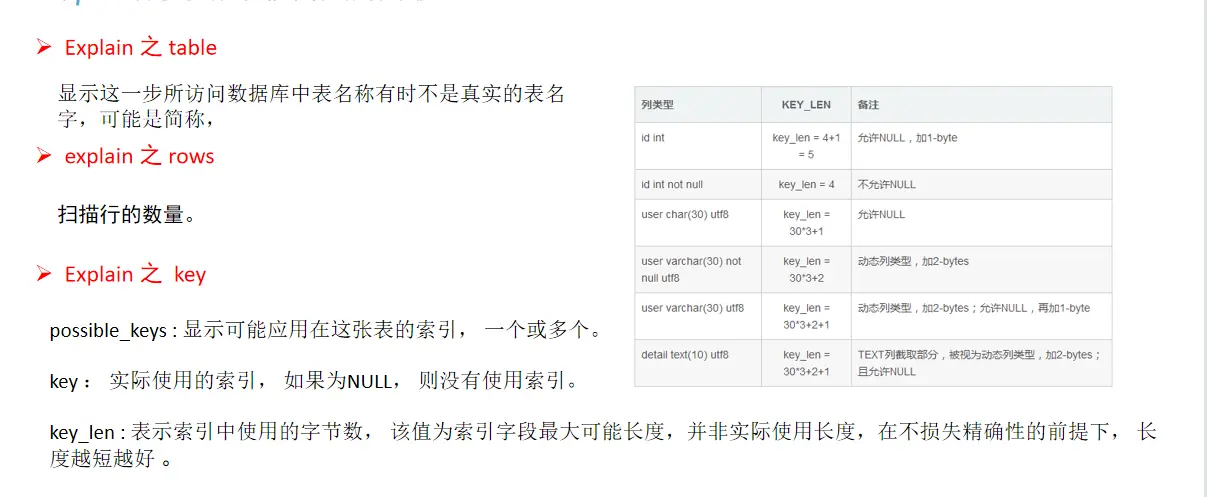 Explain 之 table
显示这一步所访问数据库中表名称有时不是真实的表名
字，可能是简称，
explain 之 rows
扫描行的数量。
Explain 之 key
possible_keys : 显示可能应用在这张表的索引， 一个或多个。
key ： 实际使用的索引， 如果为NULL， 则没有使用索引。
key_len : 表示索引中使用的字节数， 该值为索引字段最大可能长度，并非实际使用长度，在不损失精确性的前提下， 长
度越短越好 。
列类型 KEY_LEN 备注
id int key_len = 4+1 允许NULL，加1-byte
= 5
id int not null key_len = 4 不允许NULL
user char(30) utf8 key_len = 允许NULL
30*3+1
user varchar(30) not key_len = 动态列类型，加2-bytes
null utf8 30*3+2
user varchar(30) utf8 key_len = 动态列类型，加2-bytes；允许NULL，再加1-byte
30*3+2+1
detail text(10) utf8 key_len = TEXT列截取部分，被视为动态列类型，加2-bytes；
30*3+2+1 且允许NULL